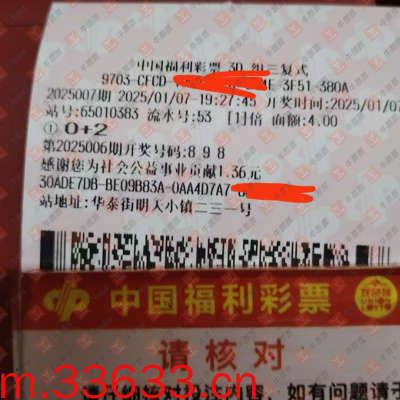 中国福利彩票 3D 组三复式
9703-CFCD- 3F51-380A
2025007期 2025/01/07-19:27:45 开奖时间:2025/01/07
站号:65010383 流水号:53 [1]倍 面额:4.00
① 0+2
第2025006期开奖号码:8 9 8
感谢您为社会公益事业贡献1.36元
30ADE7DB-BE09B83A-0AA4D7A7-
站地址:华泰街明天小镇二三一号
中国福利彩票
请核对
m.33633.cn
如有问题请于